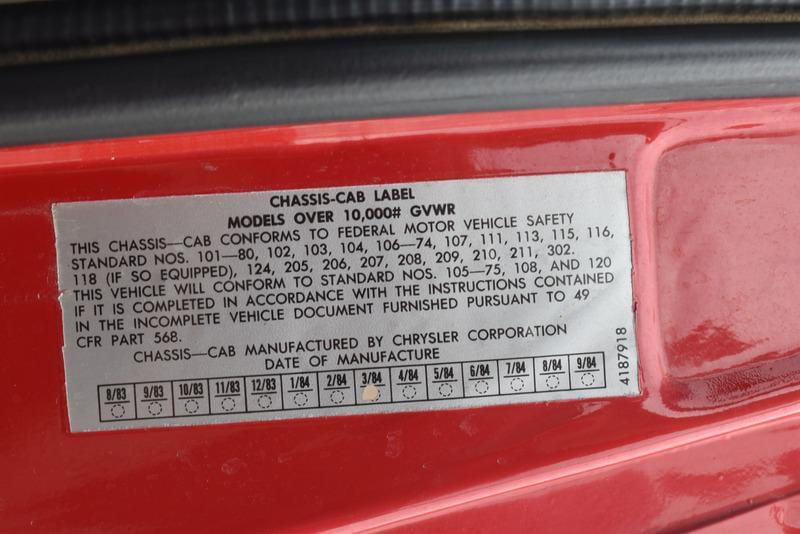 CHASSIS-CAB LABEL
MODELS OVER 10,000# GVWR
THIS CHASSIS—CAB CONFORMS TO FEDERAL MOTOR VEHICLE SAFETY
STANDARD NOS. 101—80, 102, 103, 104, 106—74, 107, 111, 113, 115, 116,
118 (IF SO EQUIPPED), 124, 205, 206, 207, 208, 209, 210, 211, 302.
THIS VEHICLE WILL CONFORM TO STANDARD NOS. 105—75, 108, AND 120
IF IT IS COMPLETED IN ACCORDANCE WITH THE INSTRUCTIONS CONTAINED
IN THE INCOMPLETE VEHICLE DOCUMENT FURNISHED PURSUANT TO 49
CFR PART 568.
CHASSIS—CAB MANUFACTURED BY CHRYSLER CORPORATION
DATE OF MANUFACTURE
8/83 9/83 10/83 11/83 12/83 1/84 2/84 3/84 4/84 5/84 6/84 7/84 8/84 9/84
4187918